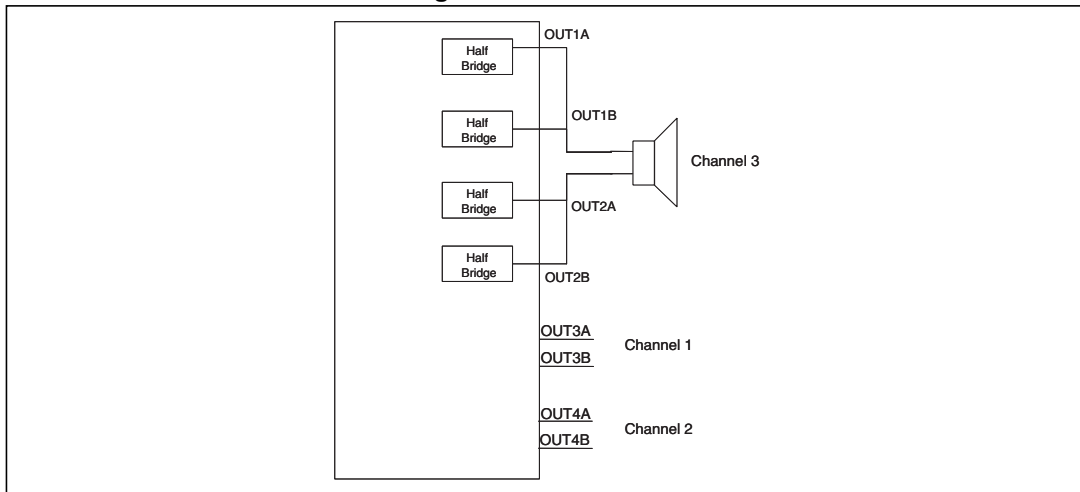 OUT1A
Half
Bridge
OUT1B
Half
Bridge
Channel 3
Half
Bridge
OUT2A
Half
Bridge
OUT2B
OUT3A
Channel 1
OUT3B
OUT4A
Channel 2
OUT4B